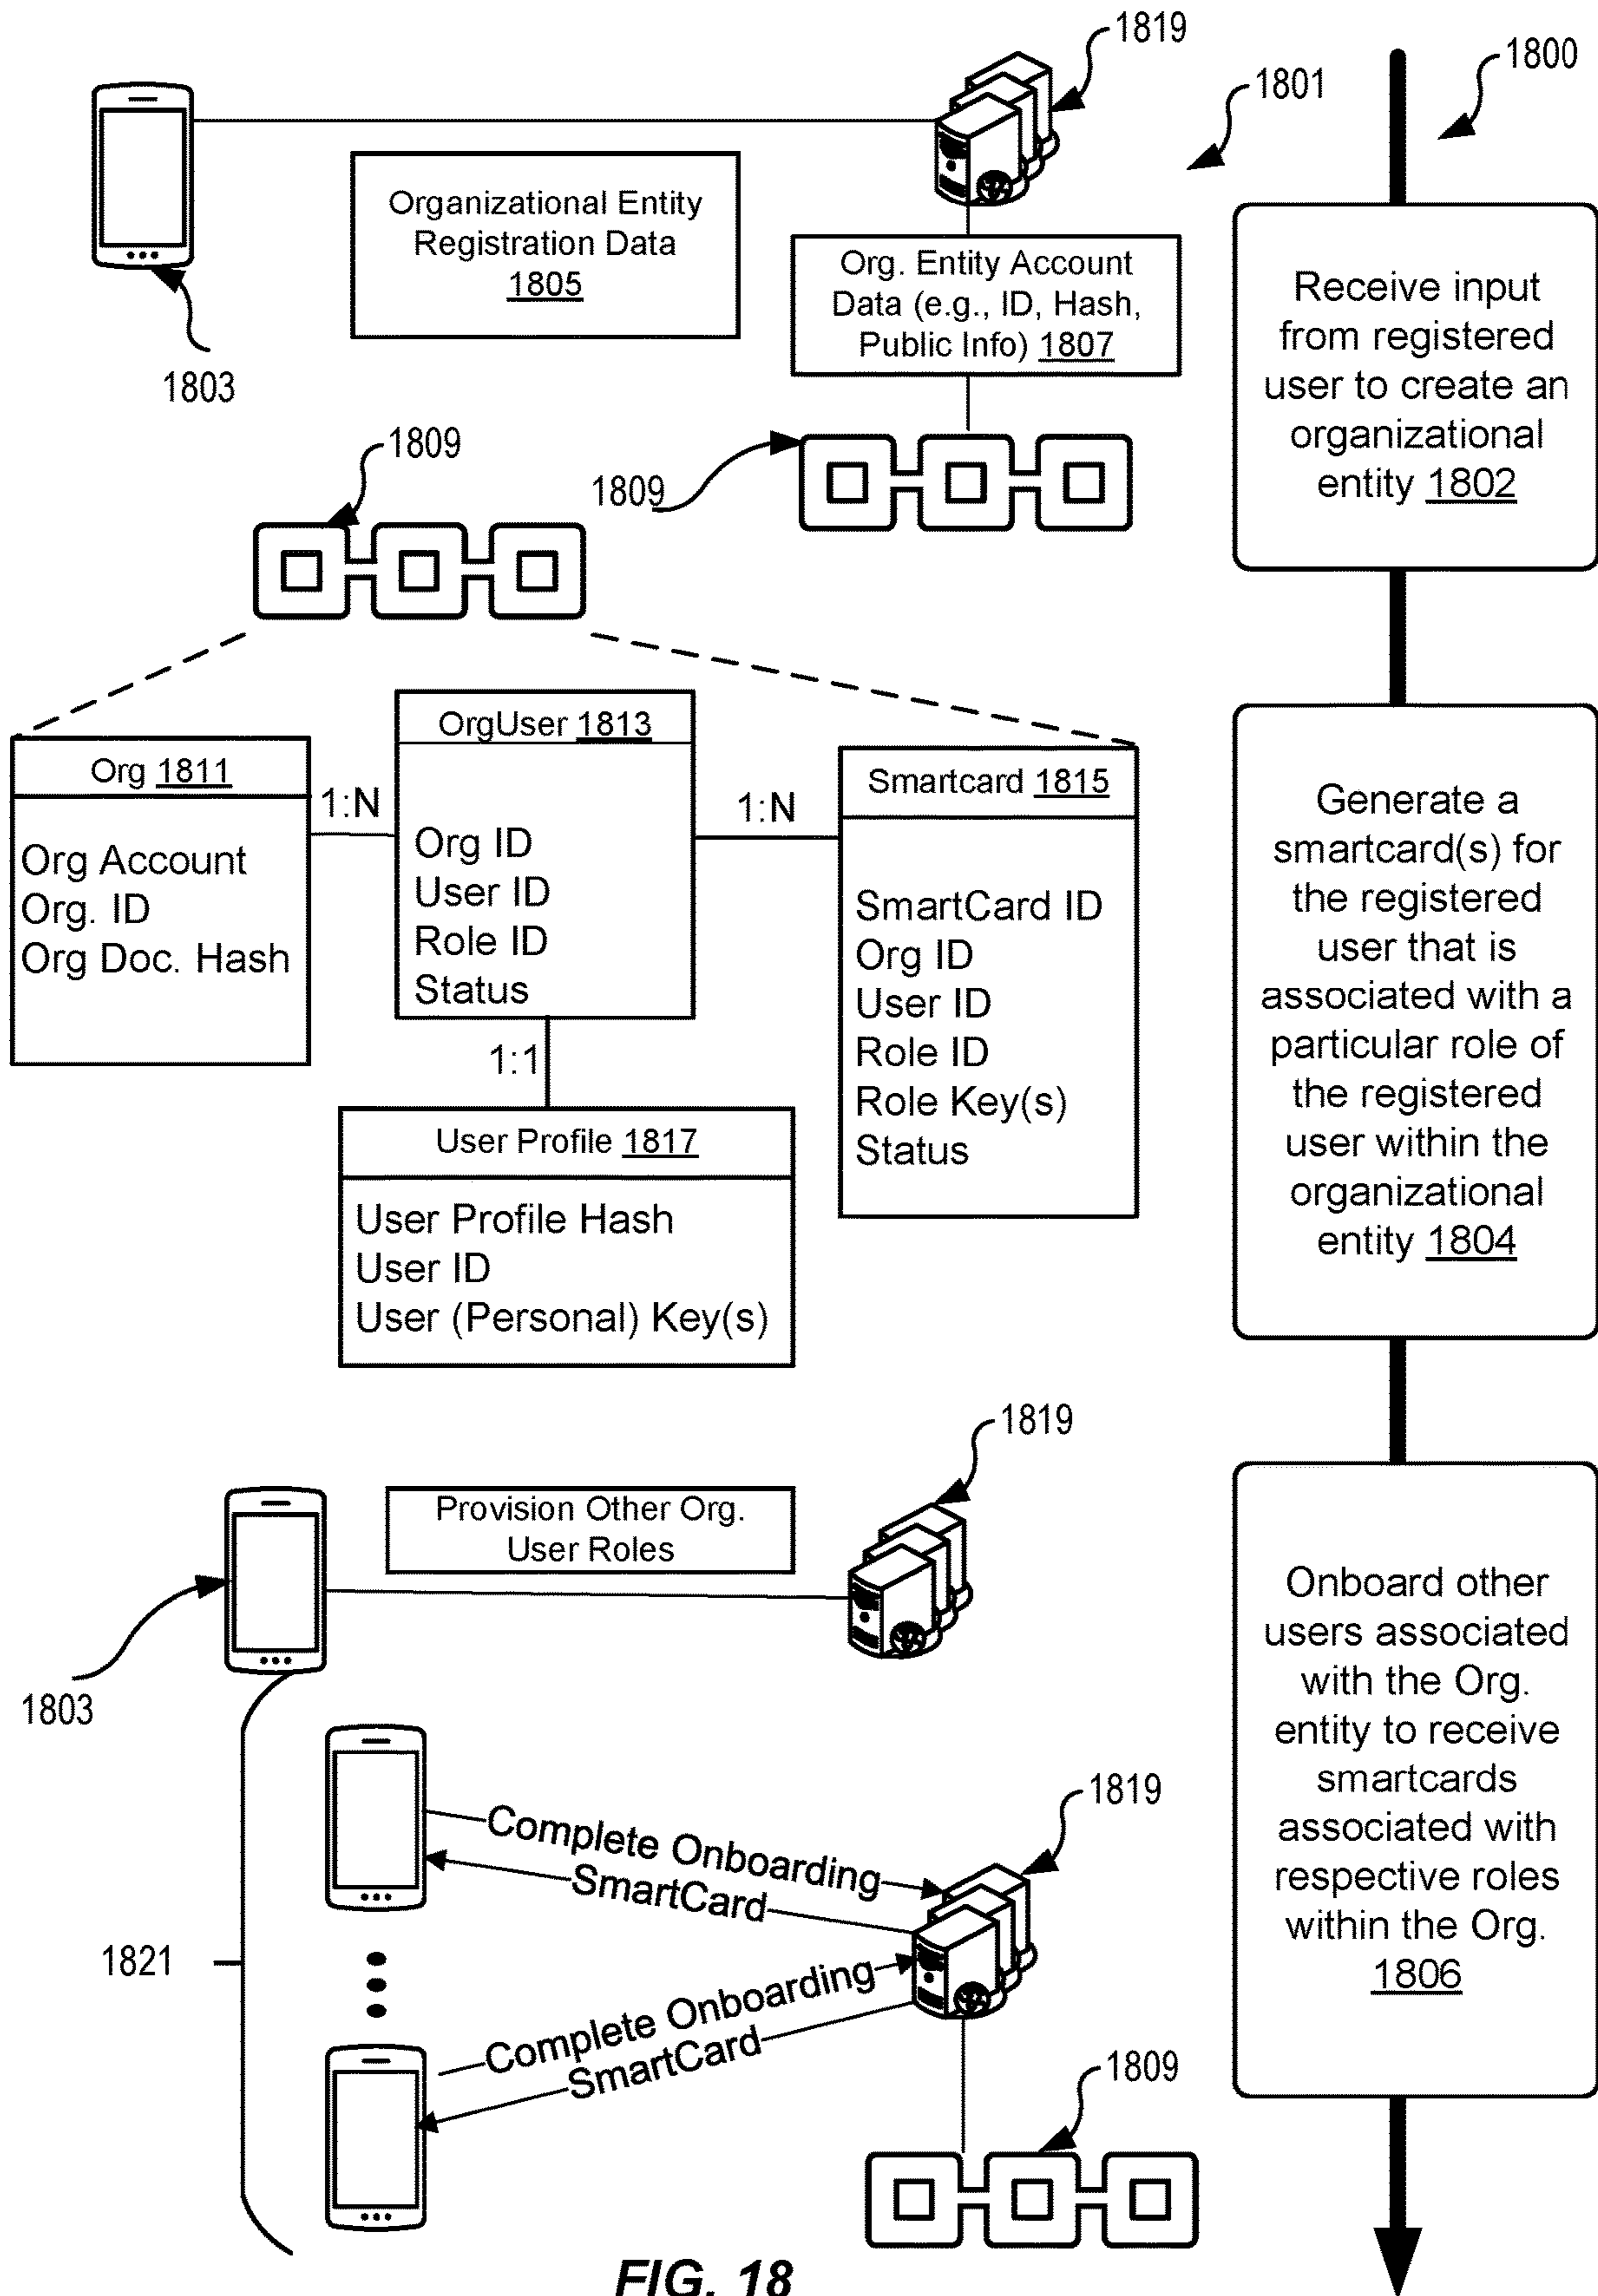 1819
1800
1801
Organizational Entity
Registration Data
1805
Org. Entity Account
Data (e.g., ID, Hash,
Public Info) 1807
1803
1809
1809
Receive input
from registered
user to create an
organizational
entity 1802
Org 1811
Org Account
Org. ID
Org Doc. Hash
1:N
OrgUser 1813
Org ID
User ID
Role ID
Status
1:N
Smartcard 1815
SmartCard ID
Org ID
User ID
Role ID
Role Key(s)
Status
1:1
User Profile 1817
User Profile Hash
User ID
User (Personal) Key(s)
Generate a
smartcard(s) for
the registered
user that is
associated with a
particular role of
the registered
user within the
organizational
entity 1804
1819
Provision Other Org.
User Roles
1803
1819
Complete Onboarding
SmartCard
1821
Complete Onboarding
SmartCard
1809
Onboard other
users associated
with the Org.
entity to receive
smartcards
associated with
respective roles
within the Org.
1806
FIG. 18